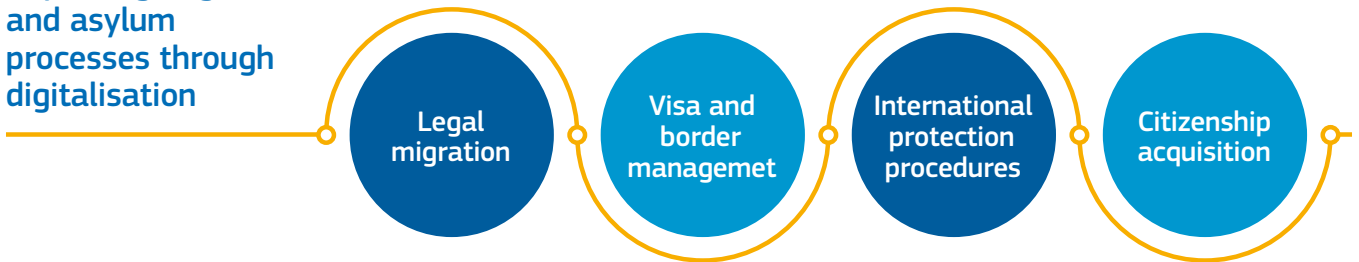 and asylum
processes through
digitalisation
Legal
migration
Visa and
border
managemet
International
protection
procedures
Citizenship
acquisition